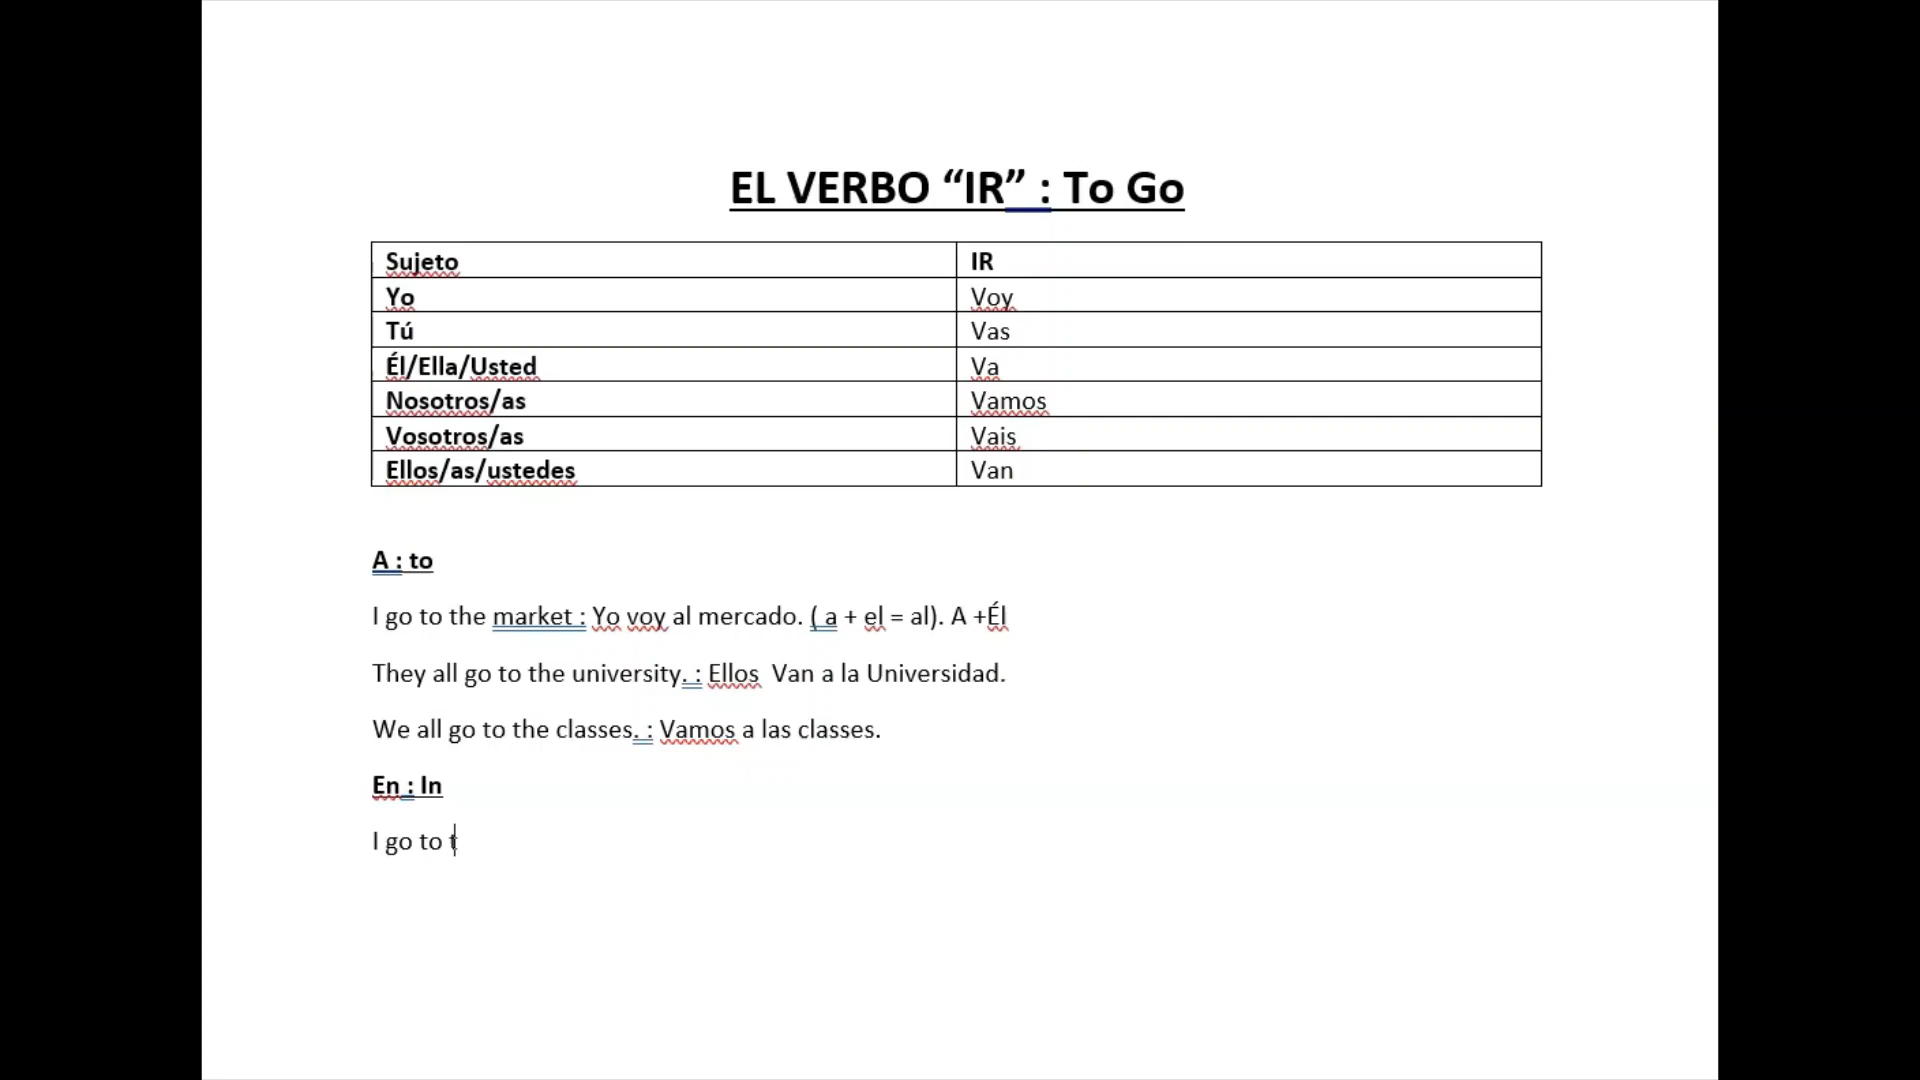 EL VERBO “IR” : To Go
Sujeto IR
Yo Voy
Tú Vas
Él/Ella/Usted Va
Nosotros/as Vamos
Vosotros/as Vais
Ellos/as/ustedes Van
A : to
I go to the market : Yo voy al mercado. ( a + el = al). A +Él
They all go to the university. : Ellos  Van a la Universidad.
We all go to the classes. : Vamos a las classes.
En : In
I go to t